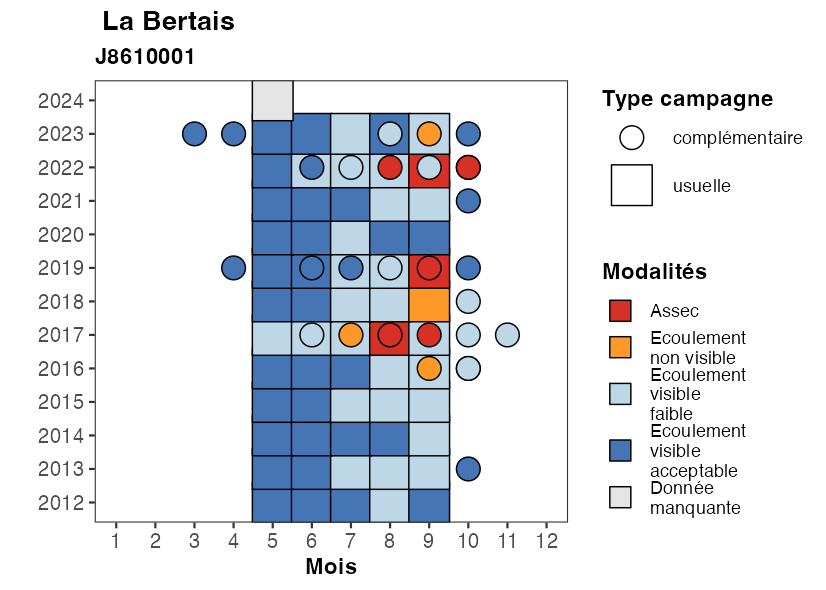 La Bertais
J8610001
2024
2023
2022
2021
2020
2019
2018
2017
2016
2015
2014
2013
2012
1 2 3 4 5 6 7 8 9 10 11 12
Mois
Type campagne
complémentaire
usuelle
Modalités
Assec
Ecoulement
non visible
Ecoulement
visible
faible
Ecoulement
visible
acceptable
Donnée
manquante